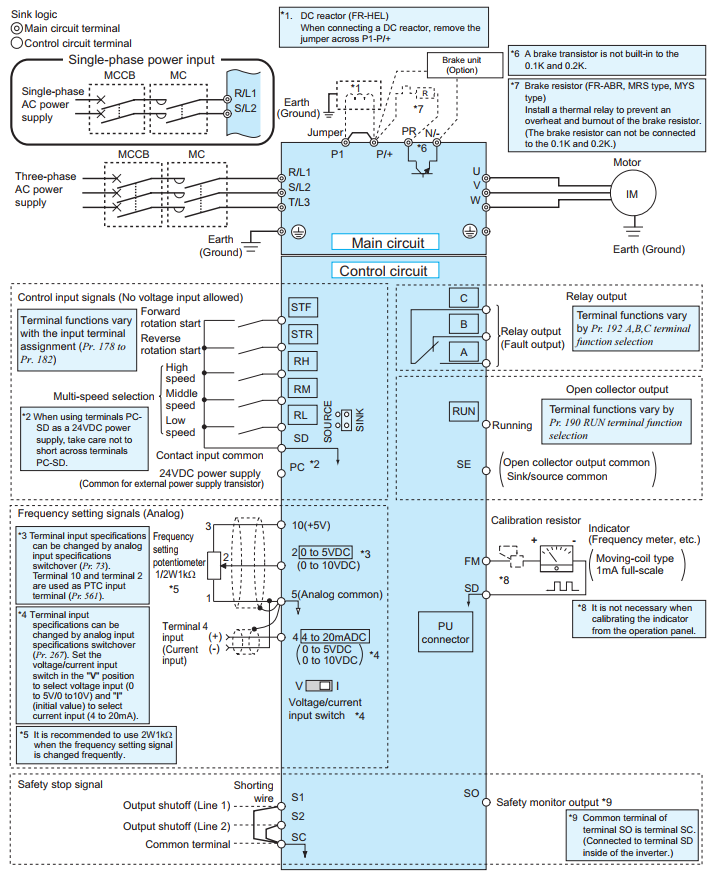 Sink logic
Main circuit terminal
Control circuit terminal
*1. DC reactor (FR-HEL)
When connecting a DC reactor, remove the
jumper across P1-P/+
Single-phase power input
MCCB
MC
Single-phase
AC power
supply
R/L1
S/L2
Brake unit
(Option)
*6 A brake transistor is not built-in to the
0.1K and 0.2K.
*7 Brake resistor (FR-ABR, MRS type, MYS
type)
Install a thermal relay to prevent an
overheat and burnout of the brake resistor.
(The brake resistor can not be connected
to the 0.1K and 0.2K.)
Earth
(Ground)
*1
R
*7
Jumper
P1
P/+
PR
N/-
*6
MCCB
MC
Three-phase
AC power
supply
R/L1
S/L2
T/L3
U
V
W
Motor
IM
Earth
(Ground)
Earth (Ground)
Main circuit
Control circuit
Control input signals (No voltage input allowed)
Terminal functions vary
with the input terminal
assignment (Pr. 178 to
Pr. 182)
Forward
rotation start
Reverse
rotation start
High
speed
Multi-speed selection
Middle
speed
Low
speed
STF
STR
RH
RM
RL
SD
SOURCE
SINK
*2 When using terminals PC-
SD as a 24VDC power
supply, take care not to
short across terminals
PC-SD.
Contact input common
24VDC power supply
(Common for external power supply transistor)
PC *2
Relay output
C
B
A
Relay output
(Fault output)
Terminal functions vary
by Pr. 192 A,B,C terminal
function selection
Open collector output
RUN
Running
Terminal functions vary by
Pr. 190 RUN terminal function
selection
SE
Open collector output common
Sink/source common
Frequency setting signals (Analog)
*3 Terminal input specifications
can be changed by analog
input specifications
switchover (Pr. 73).
Terminal 10 and terminal 2
are used as PTC input
terminal (Pr. 561).
Frequency
setting
potentiometer
1/2W1kΩ
*5
3
2
1
10(+5V)
2 0 to 5VDC *3
(0 to 10VDC)
5(Analog common)
*4 Terminal input
specifications can be
changed by analog input
specifications switchover
(Pr. 267). Set the
voltage/current input
switch in the "V" position
to select voltage input (0
to 5V/0 to10V) and "I"
(initial value) to select
current input (4 to 20mA).
Terminal 4
input
(Current
input)
(+)
(-)
4 4 to 20mADC
0 to 5VDC
0 to 10VDC
*4
V
I
Voltage/current
input switch *4
*5 It is recommended to use 2W1kΩ
when the frequency setting signal
is changed frequently.
Calibration resistor
Indicator
(Frequency meter, etc.)
+
-
FM
*8
Moving-coil type
1mA full-scale
SD
PU
connector
*8 It is not necessary when
calibrating the indicator
from the operation panel.
Safety stop signal
Shorting
wire
Output shutoff (Line 1)
Output shutoff (Line 2)
Common terminal
S1
S2
SC
SO
Safety monitor output *9
*9 Common terminal of
terminal SO is terminal SC.
(Connected to terminal SD
inside of the inverter.)